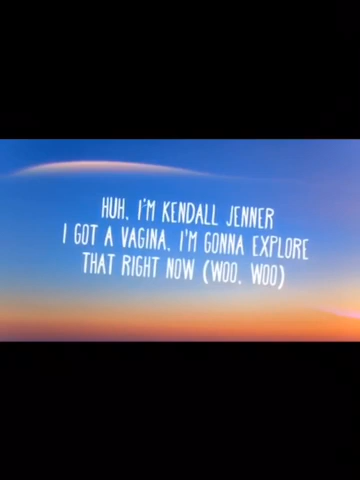 HUH, I'M KENDALL JENNER
I GOT A VAGINA, I'M GONNA EXPLORE
THAT RIGHT NOW (WOO, WOO)